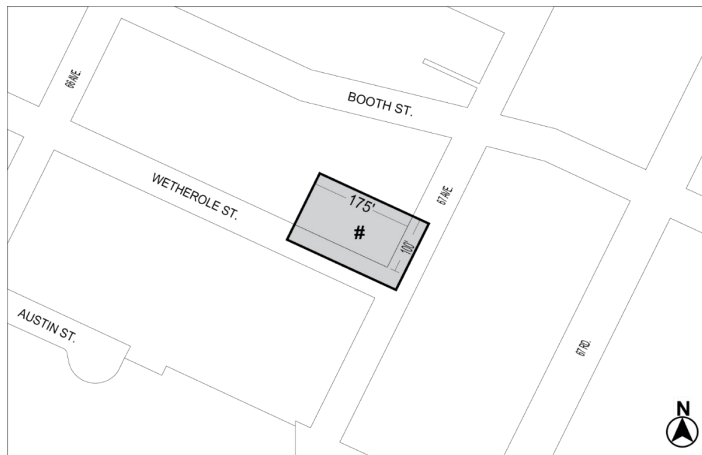 66 AVE.
BOOTH ST.
WETHEROLE ST.
175'
67 AVE.
#
100'
AUSTIN ST.
67 RD.
N